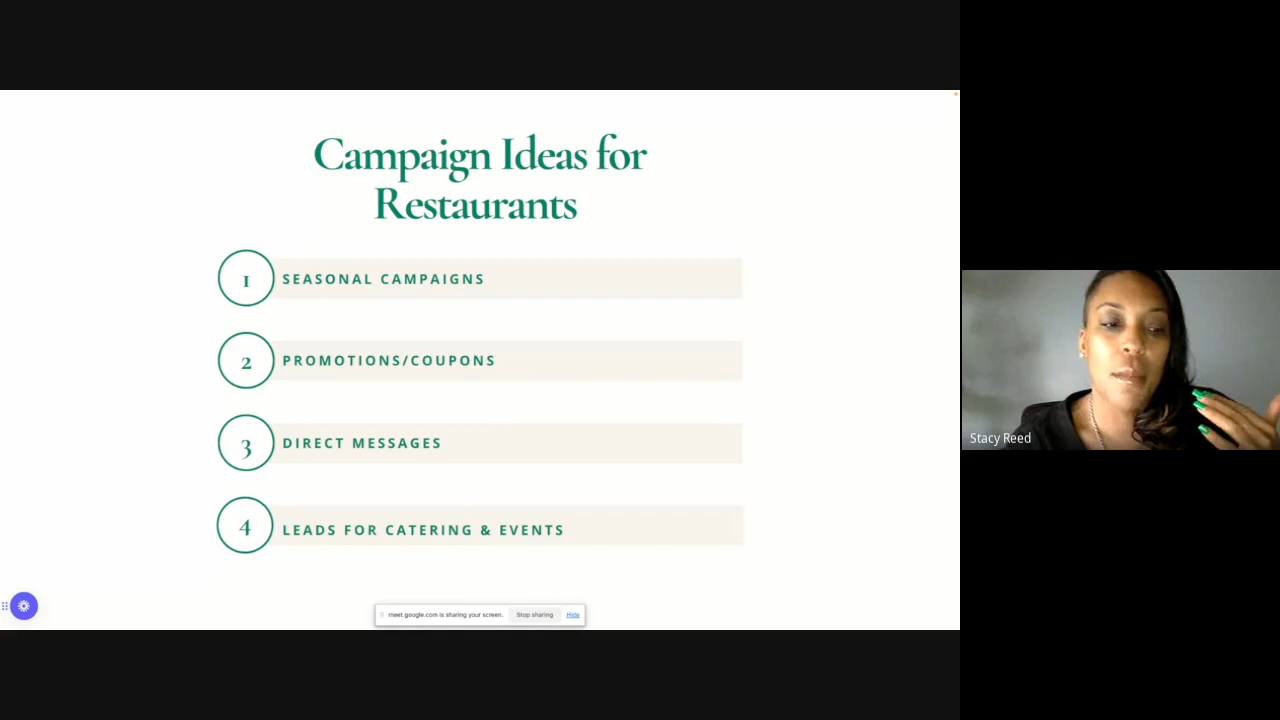 Campaign Ideas for
Restaurants
1 SEASONAL CAMPAIGNS
2 PROMOTIONS/COUPONS
3 DIRECT MESSAGES
4 LEADS FOR CATERING & EVENTS
meet.google.com is sharing your screen. Stop sharing Hide
Stacy Reed